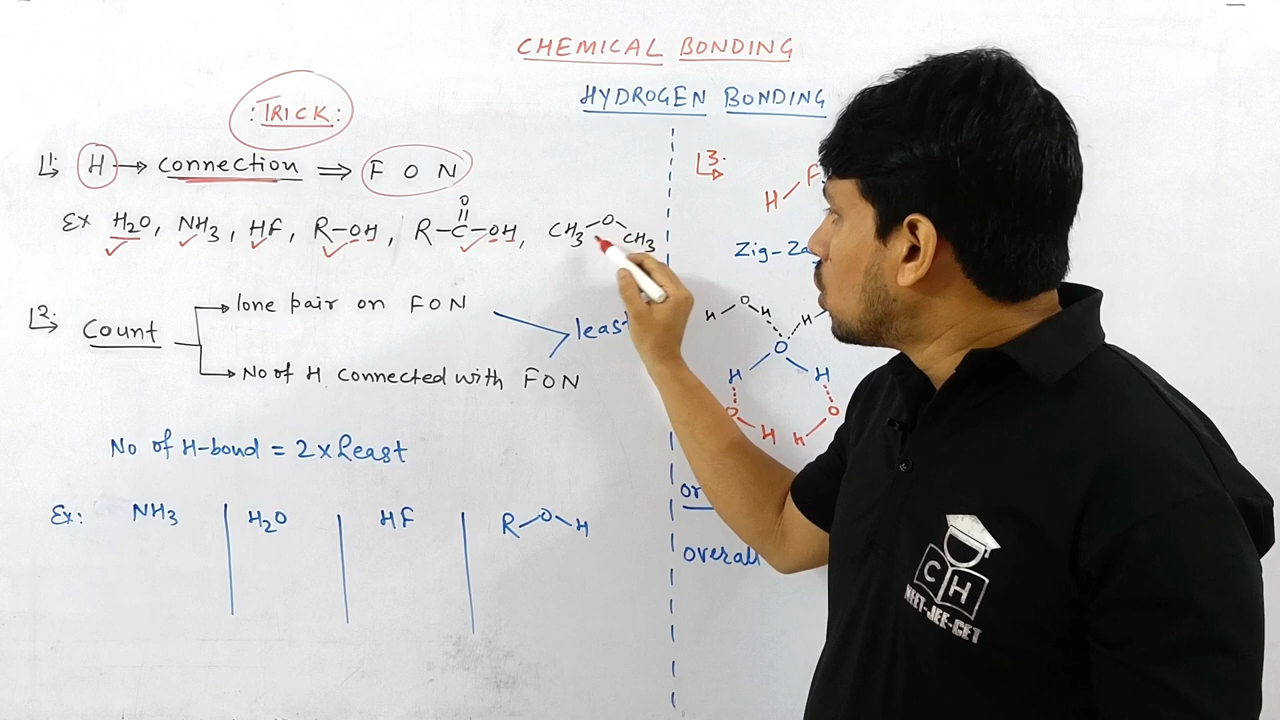 CHEMICAL BONDING
HYDROGEN BONDING
:TRICK:
1: H → connection ⇒ F O N
Ex H2O, NH3, HF, R-OH, R-C-OH, CH3 O CH3
O
2: Count
lone pair on FON
No of H connected with FON
least
No of H-bond = 2 x Least
Ex: NH3 | H2O | HF | R O H
3:
H F
Zig-Za
H O H H
O
H H
O O
H H
or
overall
C H
NEET-JEE-CET